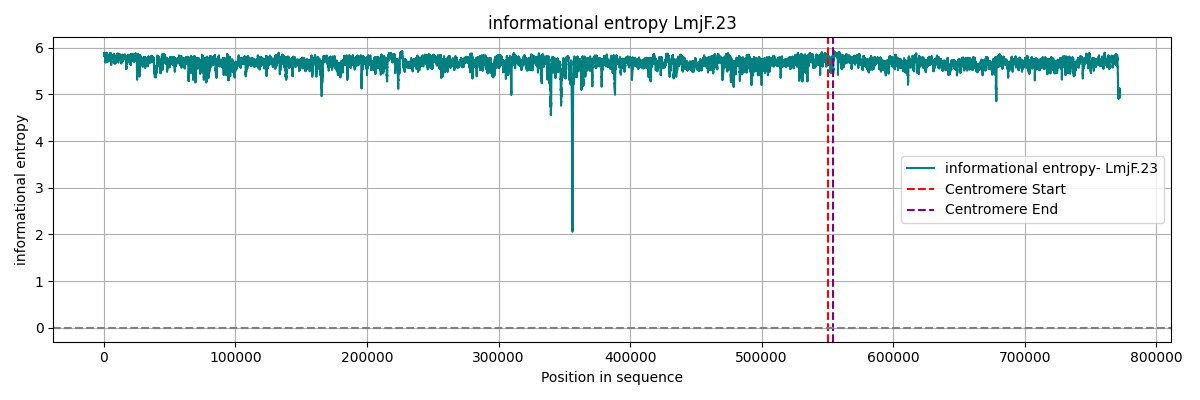 informational entropy LmjF.23
informational entropy
6
5
4
3
2
1
0
informational entropy- LmjF.23
Centromere Start
Centromere End
0 100000 200000 300000 400000 500000 600000 700000 800000
Position in sequence